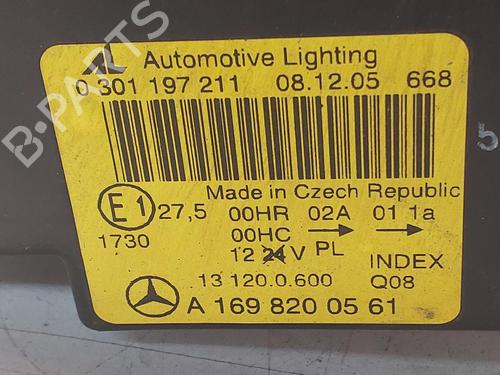 Automotive Lighting
0 301 197 211 08.12.05 668
Made in Czech Republic
E1 27,5 00HR 02A 01 1a
1730 00HC → →
12 24V PL INDEX
13 120.0.600 Q08
A 169 820 05 61
5
B-PARTS